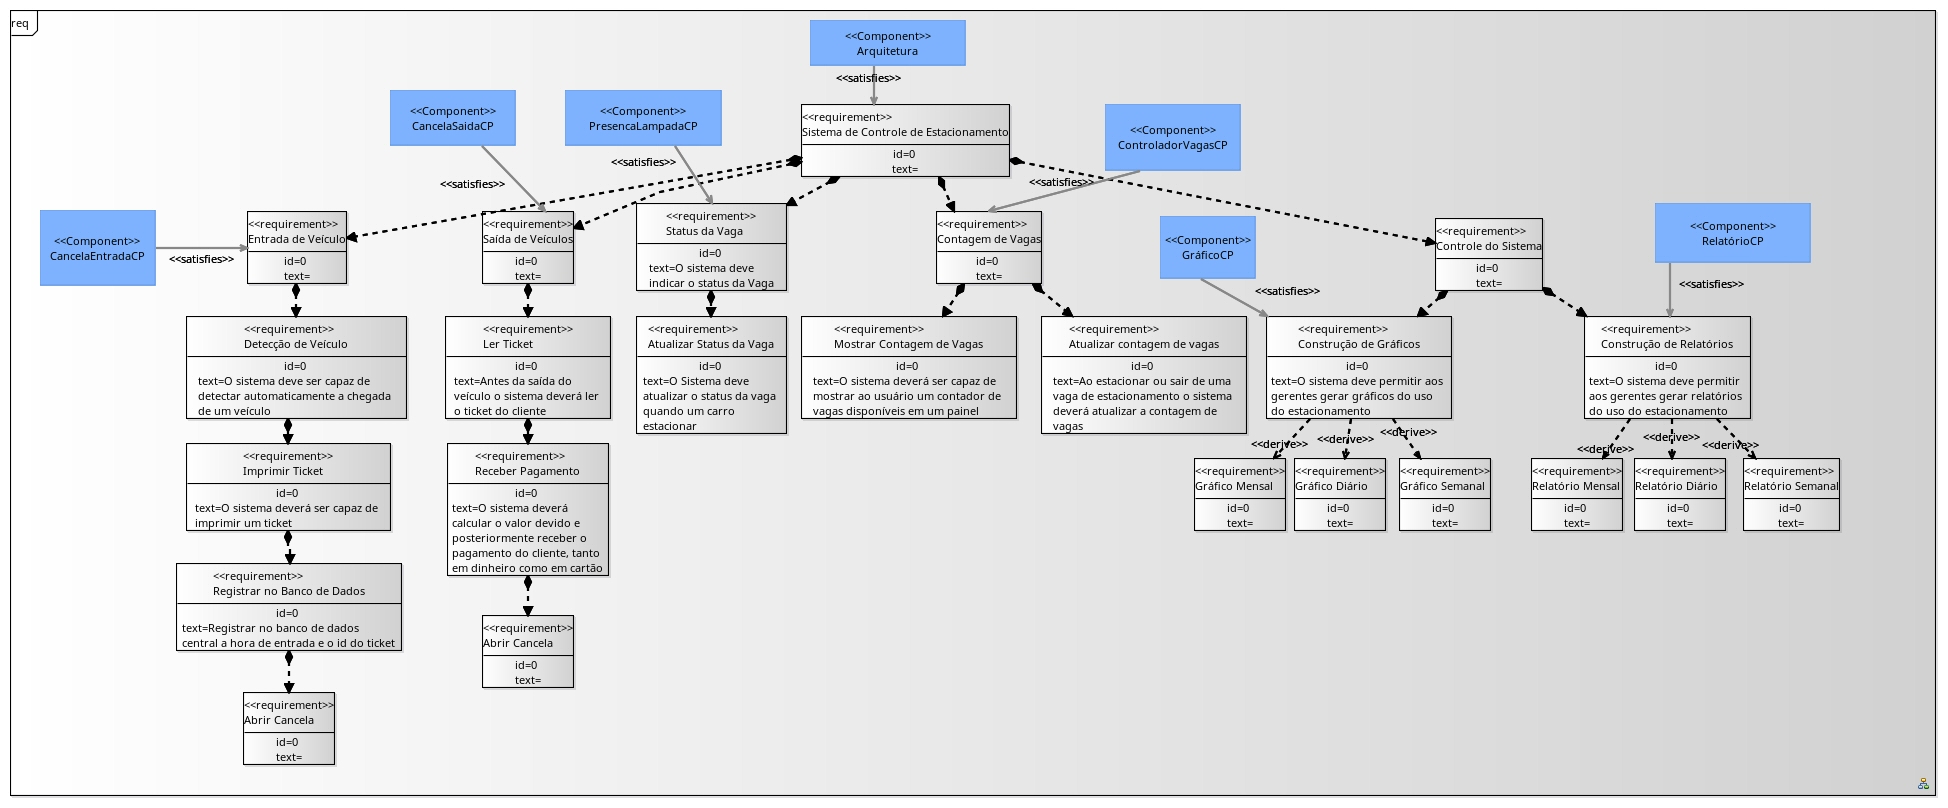 req
<<Component>>
Arquitetura
<<satisfies>>
<<Component>>
CancelaSaidaCP
<<satisfies>>
<<Component>>
PresencaLampadaCP
<<satisfies>>
<<requirement>>
Sistema de Controle de Estacionamento
id=0
text=
<<Component>>
ControladorVagasCP
<<satisfies>>
<<Component>>
CancelaEntradaCP
<<satisfies>>
<<requirement>>
Entrada de Veículo
id=0
text=
<<requirement>>
Saída de Veículos
id=0
text=
<<requirement>>
Status da Vaga
id=0
text=O sistema deve
indicar o status da Vaga
<<requirement>>
Contagem de Vagas
id=0
text=
<<Component>>
GráficoCP
<<satisfies>>
<<requirement>>
Controle do Sistema
id=0
text=
<<Component>>
RelatórioCP
<<satisfies>>
<<requirement>>
Detecção de Veículo
id=0
text=O sistema deve ser capaz de
detectar automaticamente a chegada
de um veículo
<<requirement>>
Ler Ticket
id=0
text=Antes da saída do
veículo o sistema deverá ler
o ticket do cliente
<<requirement>>
Atualizar Status da Vaga
id=0
text=O Sistema deve
atualizar o status da vaga
quando um carro
estacionar
<<requirement>>
Mostrar Contagem de Vagas
id=0
text=O sistema deverá ser capaz de
mostrar ao usuário um contador de
vagas disponíveis em um painel
<<requirement>>
Atualizar contagem de vagas
id=0
text=Ao estacionar ou sair de uma
vaga de estacionamento o sistema
deverá atualizar a contagem de
vagas
<<requirement>>
Construção de Gráficos
id=0
text=O sistema deve permitir aos
gerentes gerar gráficos do uso
do estacionamento
<<requirement>>
Construção de Relatórios
id=0
text=O sistema deve permitir
aos gerentes gerar relatórios
do uso do estacionamento
<<derive>>
<<derive>>
<<derive>>
<<derive>>
<<derive>>
<<derive>>
<<requirement>>
Imprimir Ticket
id=0
text=O sistema deverá ser capaz de
imprimir um ticket
<<requirement>>
Receber Pagamento
id=0
text=O sistema deverá
calcular o valor devido e
posteriormente receber o
pagamento do cliente, tanto
em dinheiro como em cartão
<<requirement>>
Gráfico Mensal
id=0
text=
<<requirement>>
Gráfico Diário
id=0
text=
<<requirement>>
Gráfico Semanal
id=0
text=
<<requirement>>
Relatório Mensal
id=0
text=
<<requirement>>
Relatório Diário
id=0
text=
<<requirement>>
Relatório Semanal
id=0
text=
<<requirement>>
Registrar no Banco de Dados
id=0
text=Registrar no banco de dados
central a hora de entrada e o id do ticket
<<requirement>>
Abrir Cancela
id=0
text=
<<requirement>>
Abrir Cancela
id=0
text=